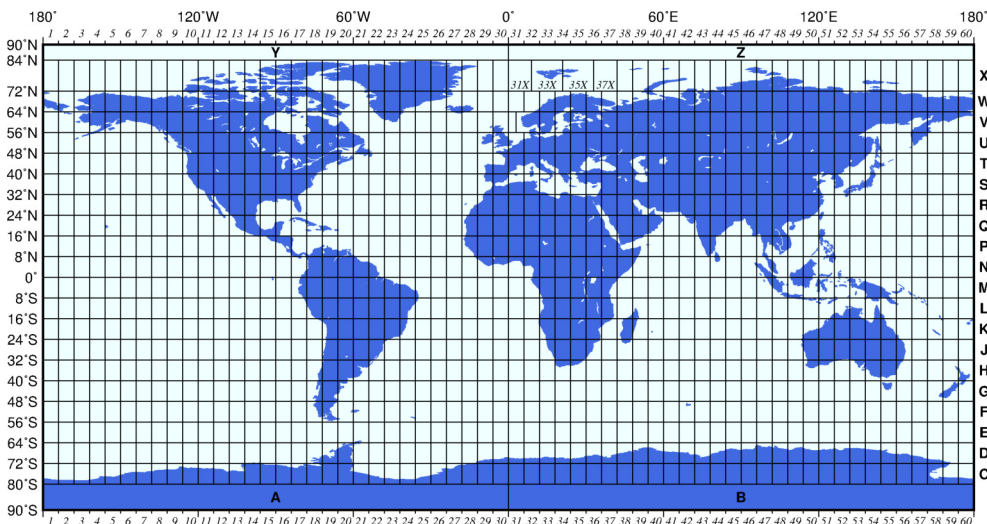 180° 120°W 60°W 0° 60°E 120°E 180°
1 2 3 4 5 6 7 8 9 10 11 12 13 14 15 16 17 18 19 20 21 22 23 24 25 26 27 28 29 30 31 32 33 34 35 36 37 38 39 40 41 42 43 44 45 46 47 48 49 50 51 52 53 54 55 56 57 58 59 60
90°N
Y Z
84°N
X
31X 33X 35X 37X
72°N
W
64°N
V
56°N
U
48°N
T
40°N
S
32°N
R
24°N
Q
16°N
P
8°N
N
0°
M
8°S
L
16°S
K
24°S
J
32°S
H
40°S
G
48°S
F
56°S
E
64°S
D
72°S
C
80°S
A B
90°S
1 2 3 4 5 6 7 8 9 10 11 12 13 14 15 16 17 18 19 20 21 22 23 24 25 26 27 28 29 30 31 32 33 34 35 36 37 38 39 40 41 42 43 44 45 46 47 48 49 50 51 52 53 54 55 56 57 58 59 60